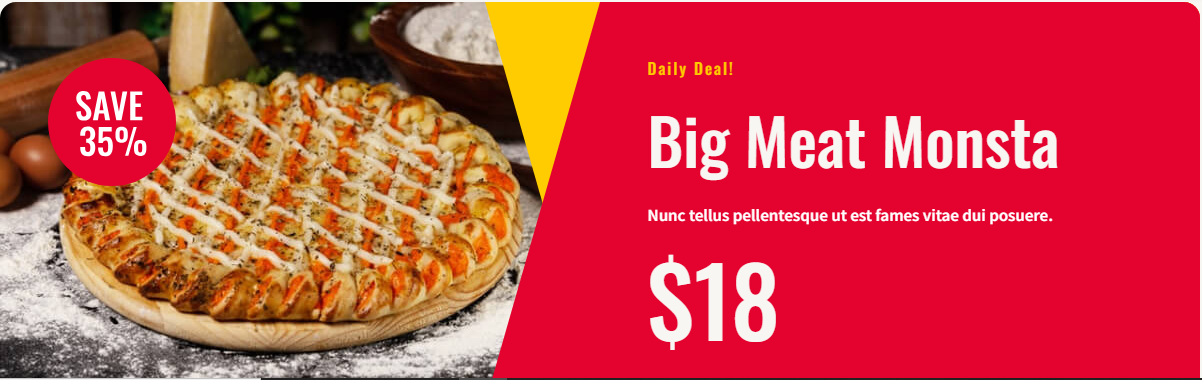 SAVE
35%
Daily Deal!
Big Meat Monsta
Nunc tellus pellentesque ut est fames vitae dui posuere.
$18